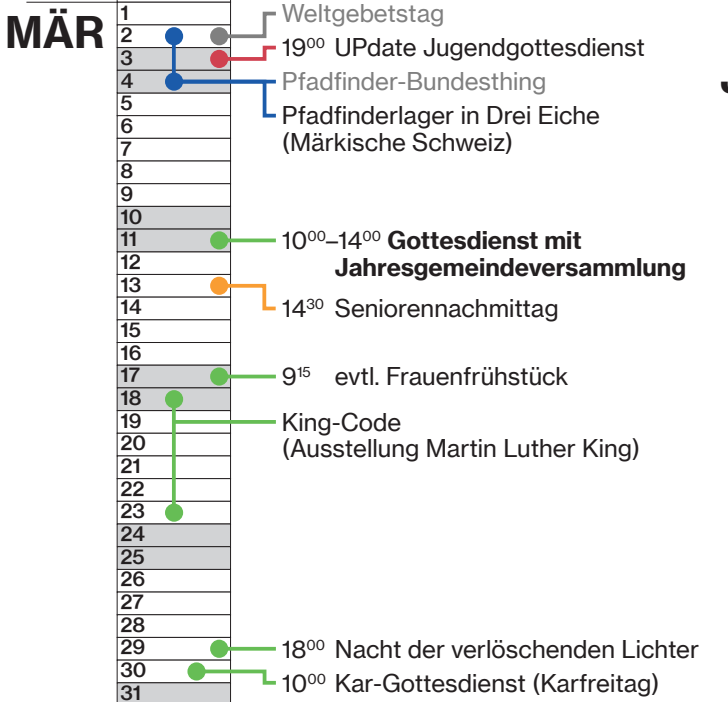 MÄR
1
2
3
4
5
6
7
8
9
10
11
12
13
14
15
16
17
18
19
20
21
22
23
24
25
26
27
28
29
30
31
Weltgebetstag
19⁰⁰ UPdate Jugendgottesdienst
Pfadfinder-Bundesthing
Pfadfinderlager in Drei Eiche
(Märkische Schweiz)
10⁰⁰–14⁰⁰ Gottesdienst mit
Jahresgemeindeversammlung
14³⁰ Seniorennachmittag
9¹⁵ evtl. Frauenfrühstück
King-Code
(Ausstellung Martin Luther King)
18⁰⁰ Nacht der verlöschenden Lichter
10⁰⁰ Kar-Gottesdienst (Karfreitag)